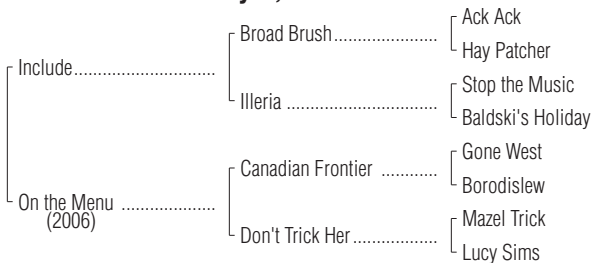 Ack Ack
Broad Brush....................
Hay Patcher
Include...........................
Stop the Music
Illeria .............................
Baldski's Holiday
Gone West
Canadian Frontier ...........
Borodislew
On the Menu ..................
(2006)
Mazel Trick
Don't Trick Her................
Lucy Sims